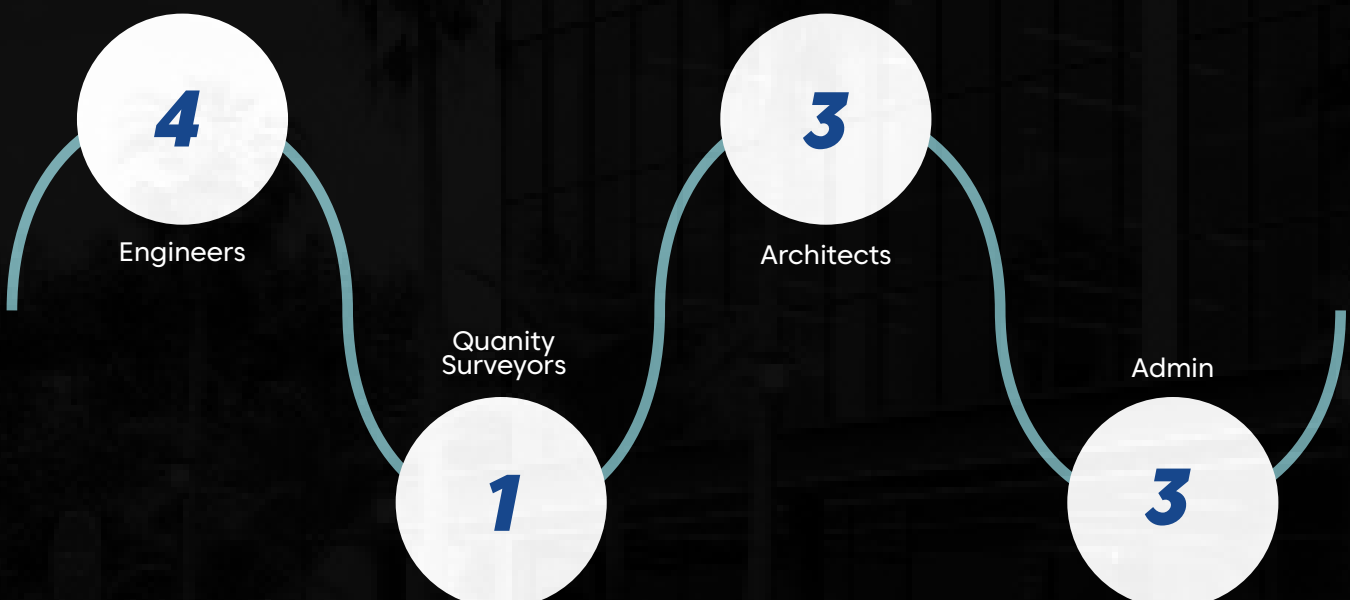 4
Engineers
Quanity
Surveyors
1
3
Architects
Admin
3